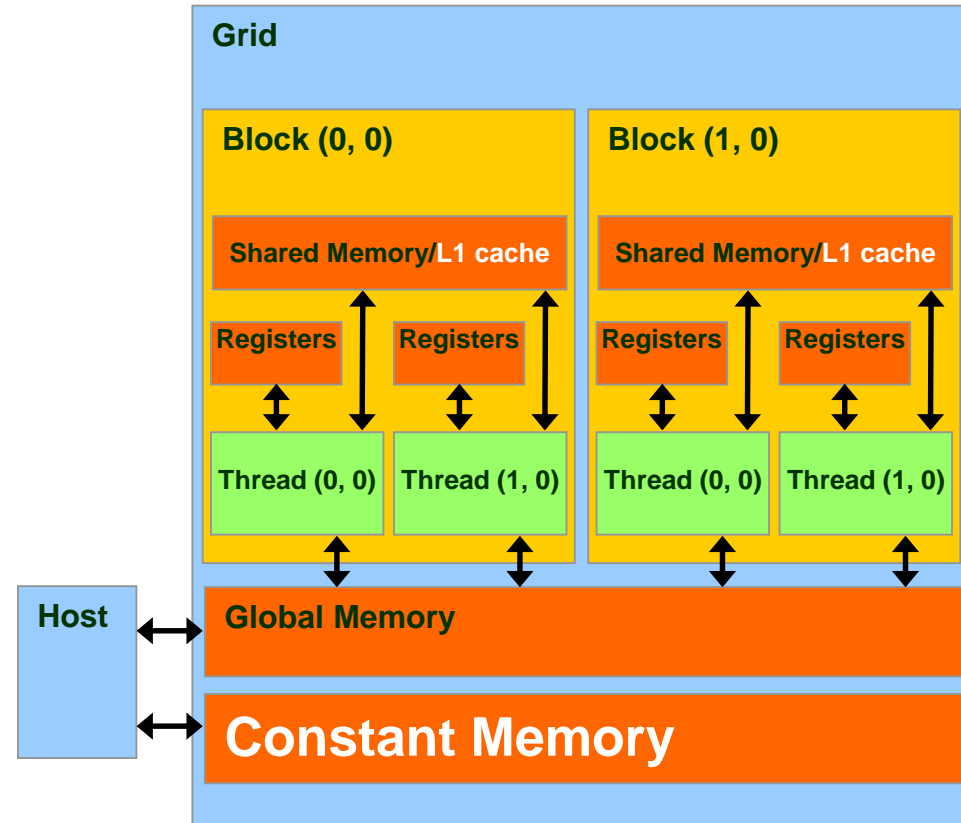 Grid
Block (0, 0)
Block (1, 0)
Shared Memory/L1 cache
Shared Memory/L1 cache
Registers
Registers
Registers
Registers
Thread (0, 0)
Thread (1, 0)
Thread (0, 0)
Thread (1, 0)
Host
Global Memory
Constant Memory